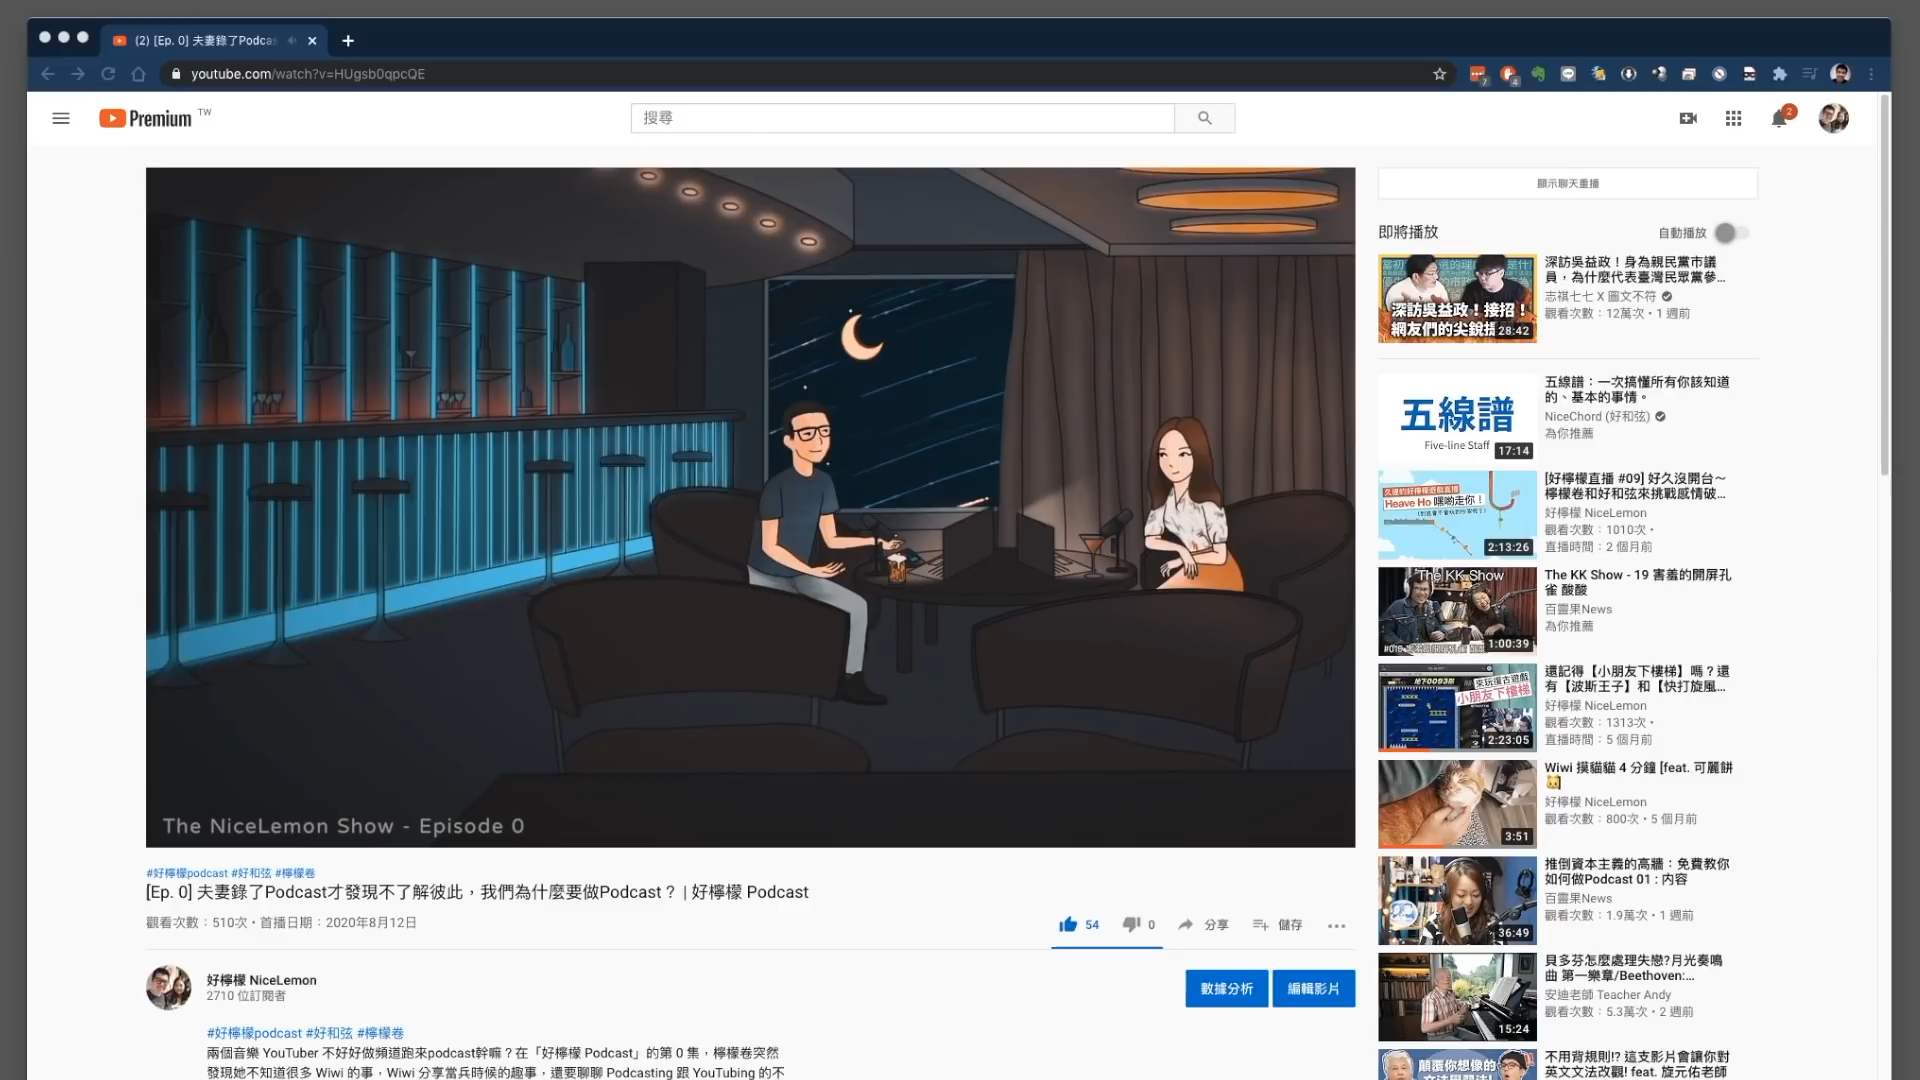 (2) [Ep. 0] 夫妻錄了Podca
youtube.com/watch?v=HUgsb0qpcQE
7
4
Premium TW
搜尋
2
The NiceLemon Show - Episode 0
#好檸檬podcast #好和弦 #檸檬卷
[Ep. 0] 夫妻錄了Podcast才發現不了解彼此，我們為什麼要做Podcast？ | 好檸檬 Podcast
觀看次數：510次・首播日期：2020年8月12日
54
0
分享
儲存
好檸檬 NiceLemon
2710 位訂閱者
數據分析
編輯影片
#好檸檬podcast #好和弦 #檸檬卷
兩個音樂 YouTuber 不好好做頻道跑來podcast幹嘛？在「好檸檬 Podcast」的第 0 集，檸檬卷突然
發現她不知道很多 Wiwi 的事，Wiwi 分享當兵時候的趣事，還要聊聊 Podcasting 跟 YouTubing 的不
顯示聊天重播
即將播放
自動播放
深訪吳益政！接招！
網友們的尖銳
28:42
深訪吳益政！身為親民黨市議
員，為什麼代表臺灣民眾黨參...
志祺七七 X 圖文不符
觀看次數：12萬次・1 週前
五線譜
Five-line Staff
17:14
五線譜：一次搞懂所有你該知道
的、基本的事情。
NiceChord (好和弦)
為你推薦
Heave Ho 嘿呦走你！
2:13:26
[好檸檬直播 #09] 好久沒開台～
檸檬卷和好和弦來挑戰感情破...
好檸檬 NiceLemon
觀看次數：1010次・
直播時間：2 個月前
The KK Show
1:00:39
The KK Show - 19 害羞的開屏孔
雀 酸酸
百靈果News
為你推薦
地下0093階
來玩復古遊戲
小朋友下樓梯
2:23:05
還記得【小朋友下樓梯】嗎？還
有【波斯王子】和【快打旋風...
好檸檬 NiceLemon
觀看次數：1313次・
直播時間：5 個月前
3:51
Wiwi 摸貓貓 4 分鐘 [feat. 可麗餅
好檸檬 NiceLemon
觀看次數：800次・5 個月前
36:49
推倒資本主義的高牆：免費教你
如何做Podcast 01 : 內容
百靈果News
觀看次數：1.9萬次・1 週前
15:24
貝多芬怎麼處理失戀?月光奏鳴
曲 第一樂章/Beethoven:...
安迪老師 Teacher Andy
觀看次數：5.3萬次・2 週前
顛覆你想像的
不用背規則!? 這支影片會讓你對
英文文法改觀! feat. 旋元佑老師